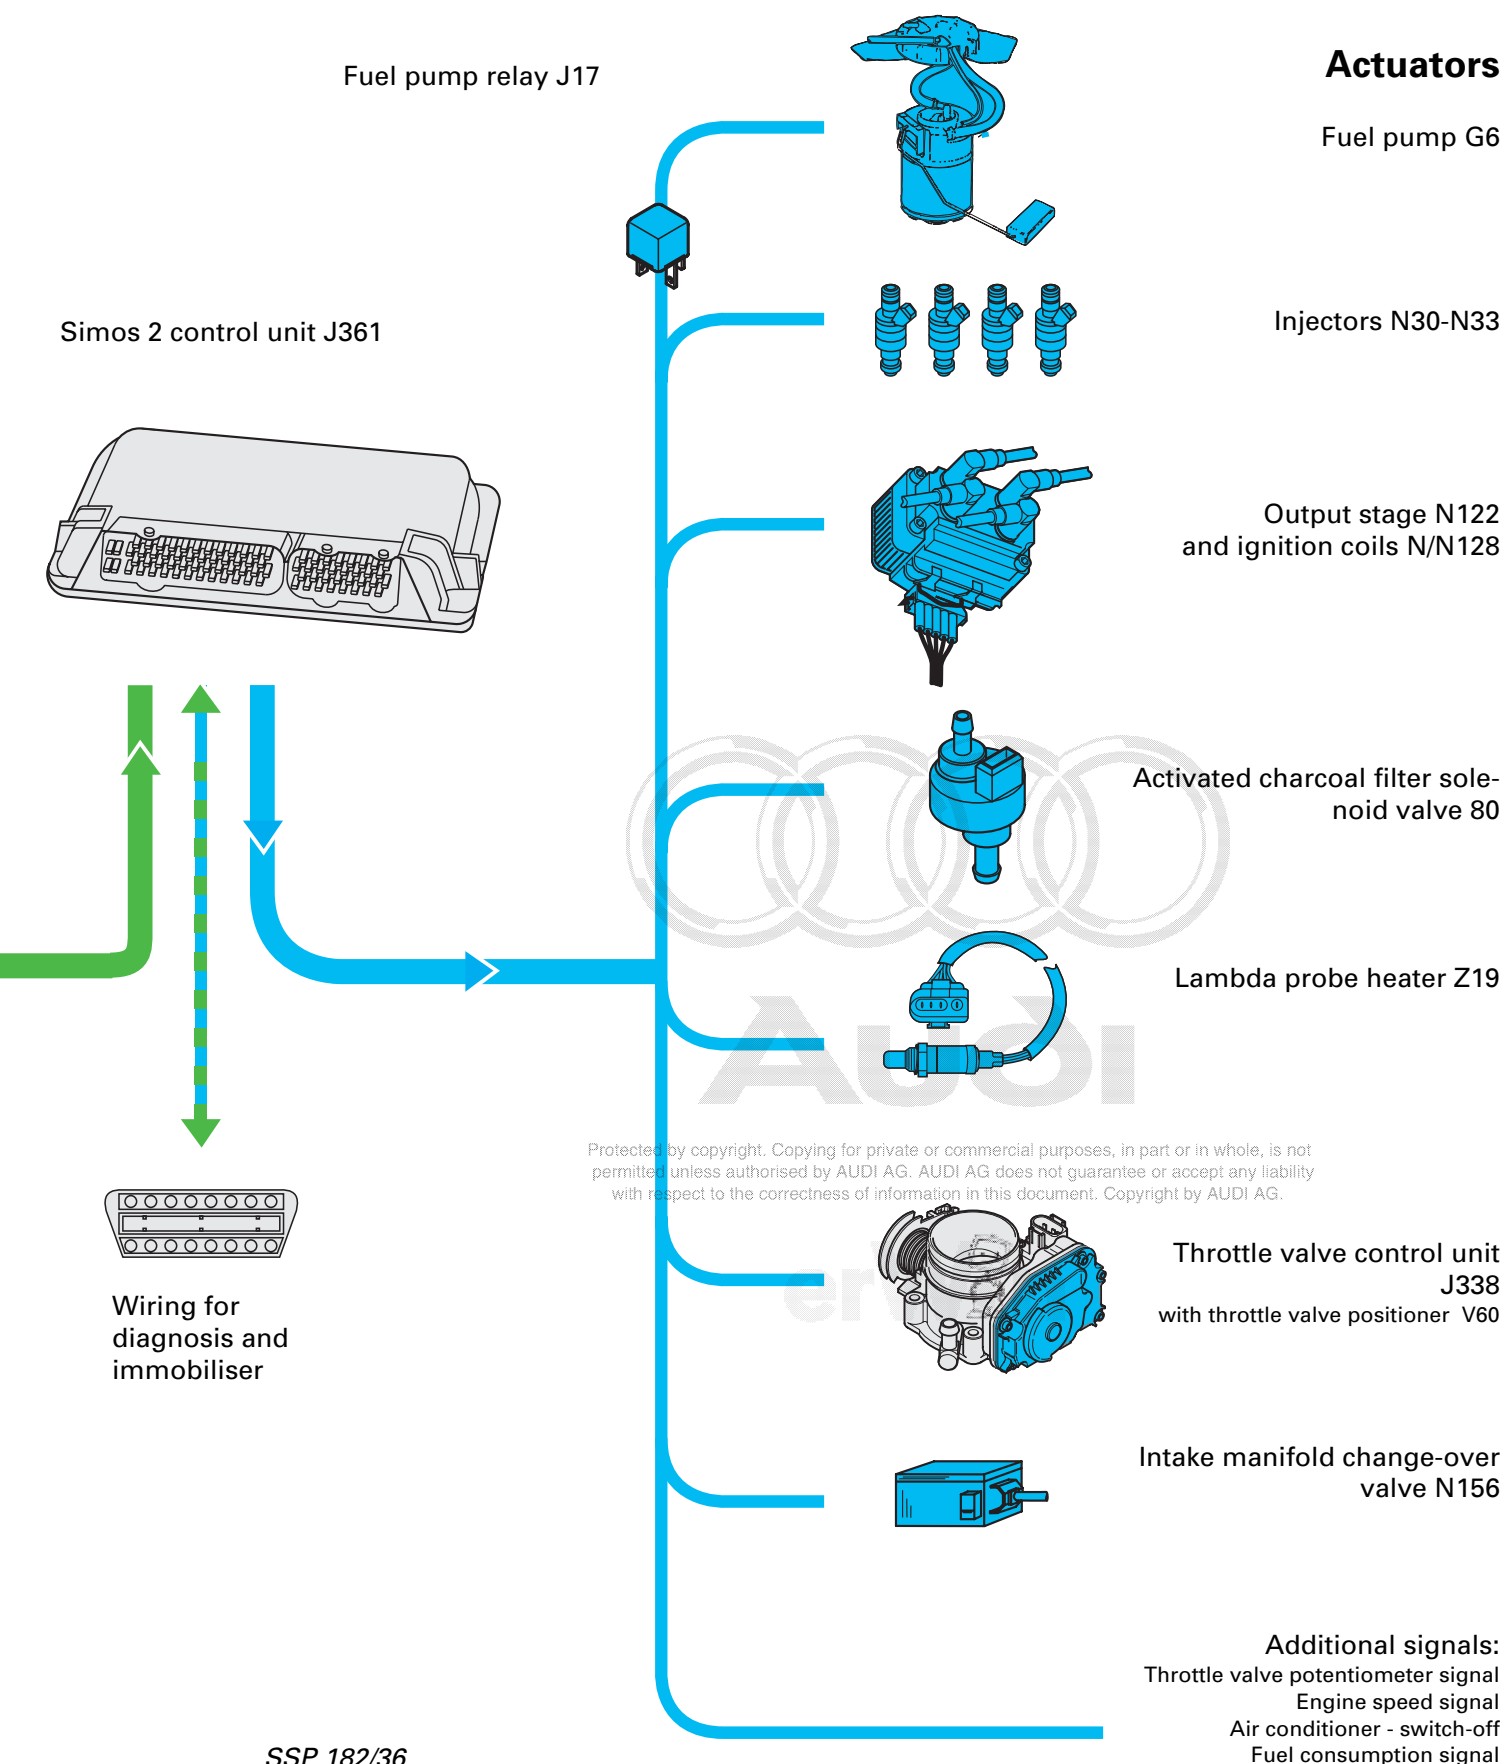 Actuators
Fuel pump relay J17
Fuel pump G6
Simos 2 control unit J361
Injectors N30-N33
Output stage N122
and ignition coils N/N128
Activated charcoal filter sole-
noid valve 80
Lambda probe heater Z19
Audi
Protected by copyright. Copying for private or commercial purposes, in part or in whole, is not
permitted unless authorised by AUDI AG. AUDI AG does not guarantee or accept any liability
with respect to the correctness of information in this document. Copyright by AUDI AG.
Throttle valve control unit
J338
with throttle valve positioner V60
Wiring for
diagnosis and
immobiliser
Intake manifold change-over
valve N156
Additional signals:
Throttle valve potentiometer signal
Engine speed signal
Air conditioner - switch-off
Fuel consumption signal
SSP 182/36